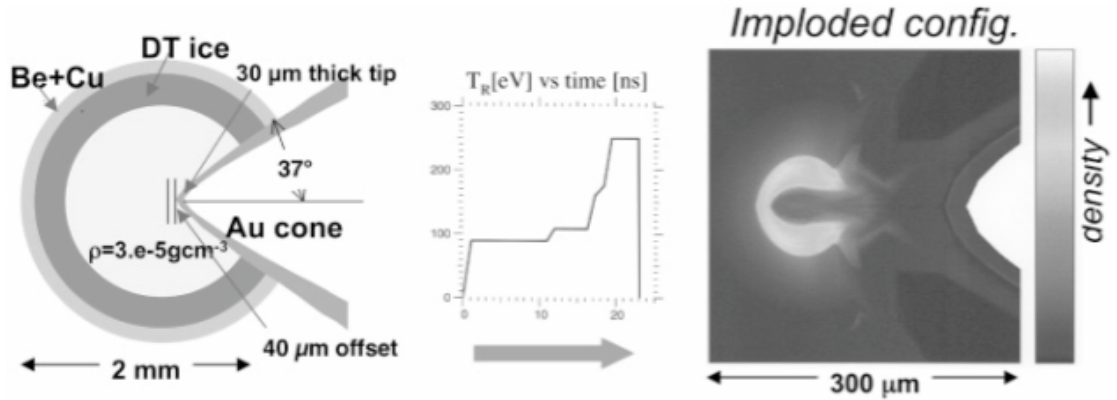 DT ice
Be+Cu
30 µm thick tip
37°
Au cone
ρ=3.e-5gcm⁻³
40 µm offset
2 mm
T_R[eV] vs time [ns]
300
200
100
0
0
10
20
Imploded config.
density
300 µm